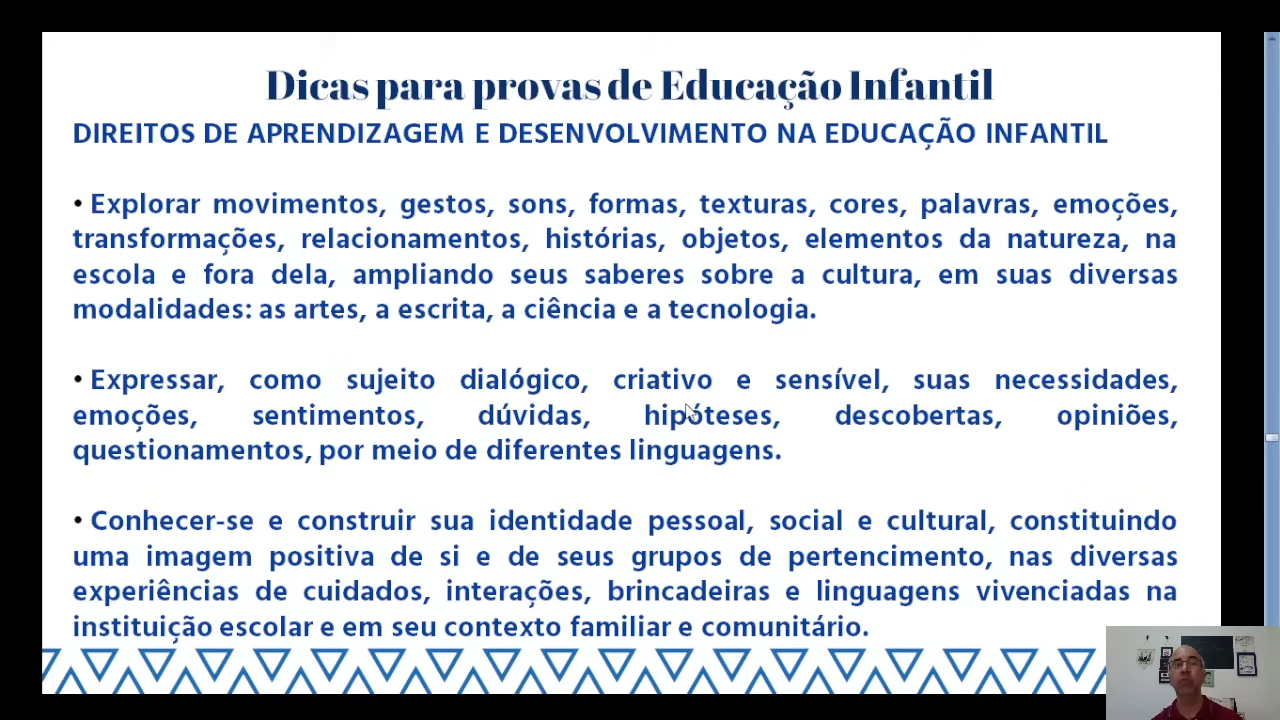 Dicas para provas de Educação Infantil
DIREITOS DE APRENDIZAGEM E DESENVOLVIMENTO NA EDUCAÇÃO INFANTIL
• Explorar movimentos, gestos, sons, formas, texturas, cores, palavras, emoções,
transformações, relacionamentos, histórias, objetos, elementos da natureza, na
escola e fora dela, ampliando seus saberes sobre a cultura, em suas diversas
modalidades: as artes, a escrita, a ciência e a tecnologia.
• Expressar, como sujeito dialógico, criativo e sensível, suas necessidades,
emoções, sentimentos, dúvidas, hipóteses, descobertas, opiniões,
questionamentos, por meio de diferentes linguagens.
• Conhecer-se e construir sua identidade pessoal, social e cultural, constituindo
uma imagem positiva de si e de seus grupos de pertencimento, nas diversas
experiências de cuidados, interações, brincadeiras e linguagens vivenciadas na
instituição escolar e em seu contexto familiar e comunitário.